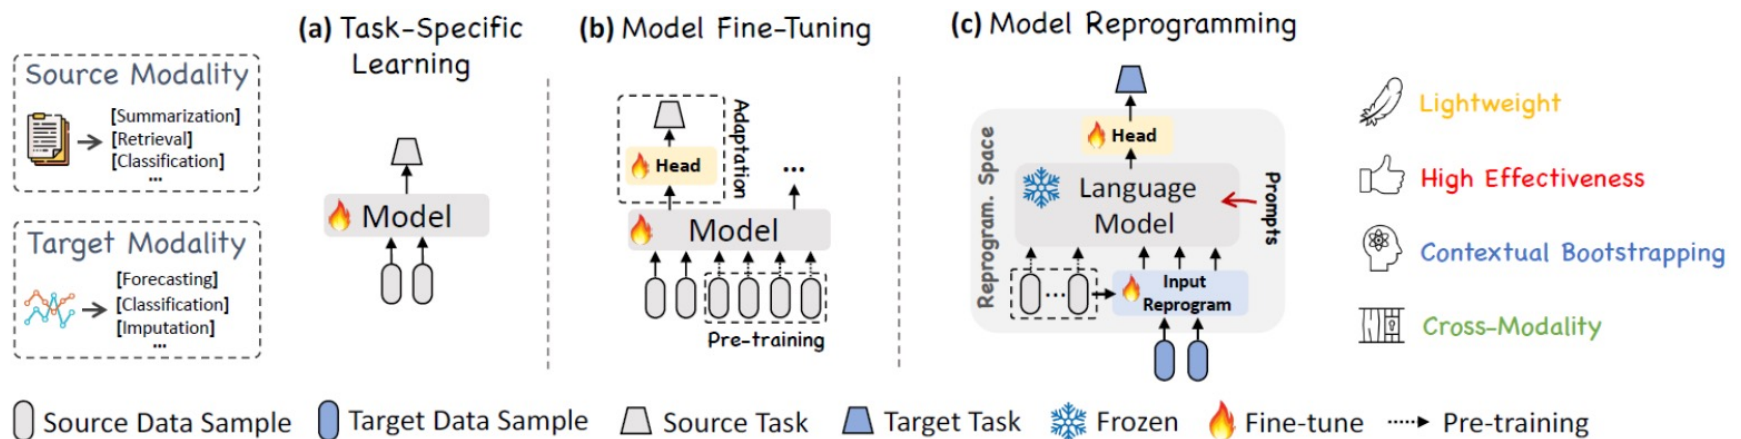 (a) Task-Specific
Learning
(b) Model Fine-Tuning
(c) Model Reprogramming
Source Modality
[Summarization]
[Retrieval]
[Classification]
...
Target Modality
[Forecasting]
[Classification]
[Imputation]
...
Model
Adaptation
Head
...
Model
Pre-training
Reprogram. Space
Head
Language
Model
Prompts
...
Input
Reprogram
Lightweight
High Effectiveness
Contextual Bootstrapping
Cross-Modality
Source Data Sample
Target Data Sample
Source Task
Target Task
Frozen
Fine-tune
Pre-training